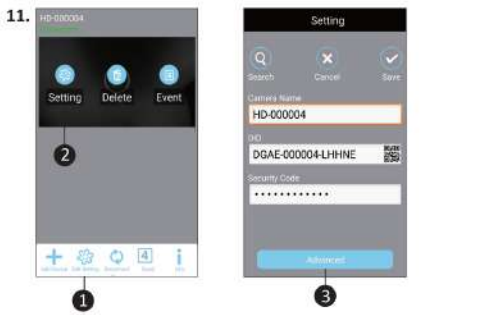 11.
HD-000004
Setting Delete Event
2
4
1
Setting
Search Cancel Save
Camera Name
HD-000004
DID
DGAE-000004-LHHNE
Security Code
••••••••••••
Advanced
3